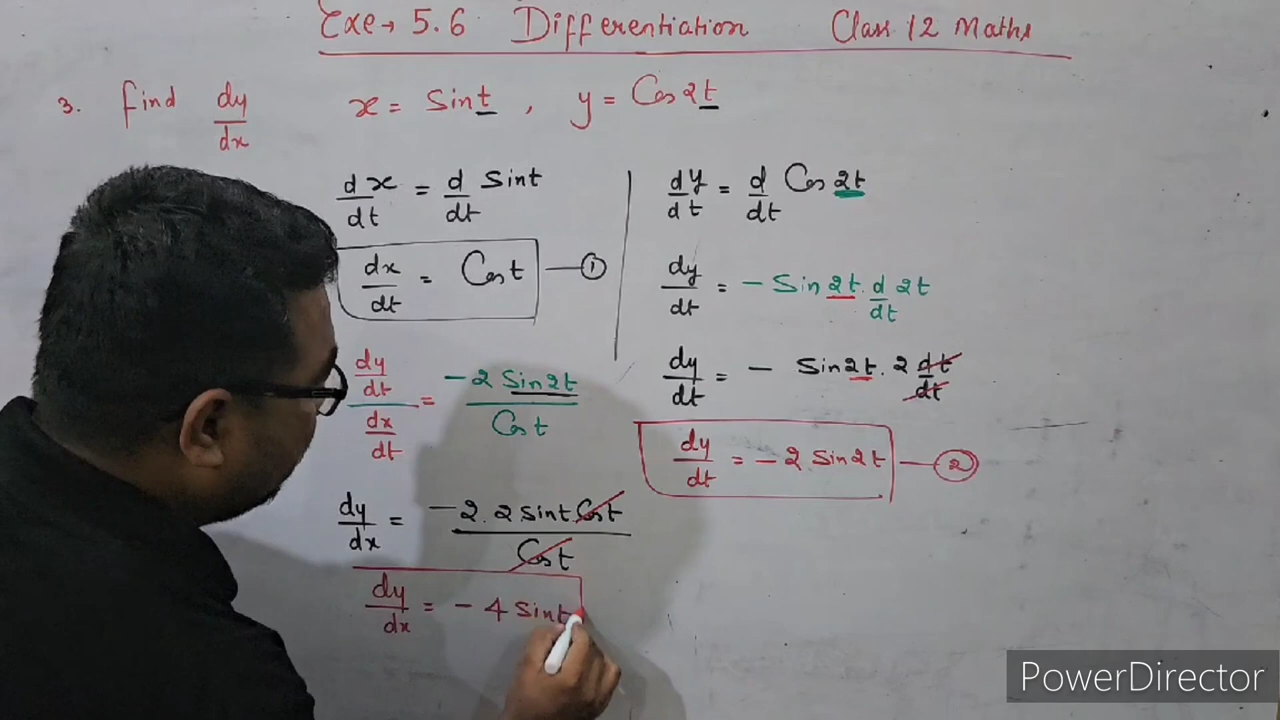 Exe → 5.6 Differentiation Class 12 Maths
3. find dy/dx x = Sint , y = Cos2t
dx/dt = d/dt Sint
dx/dt = Cost —①
dy/dt = d/dt Cos2t
dy/dt = - Sin2t . d/dt 2t
dy/dt = - Sin2t . 2 dt/dt
dy/dt = - 2 Sin2t —②
dy/dt / dx/dt = -2 Sin2t / Cost
dy/dx = -2.2 Sint.Cost / Cost
dy/dx = - 4 Sint
PowerDirector